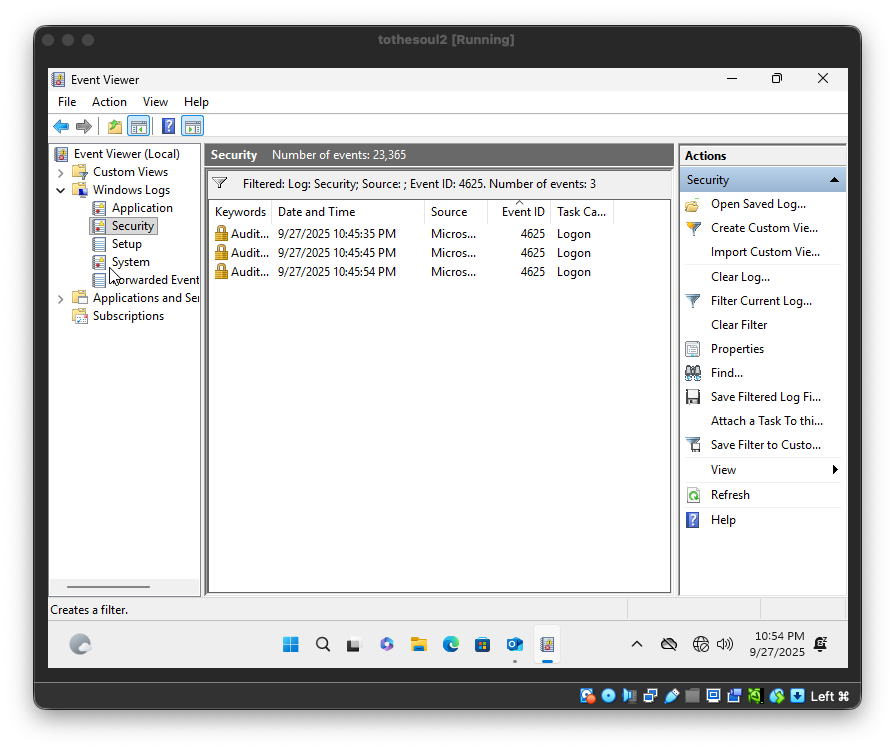 tothesoul2 [Running]
Event Viewer
File Action View Help
Event Viewer (Local)
Custom Views
Windows Logs
Application
Security
Setup
System
Forwarded Event
Applications and Ser
Subscriptions
Security Number of events: 23,365
Filtered: Log: Security; Source: ; Event ID: 4625. Number of events: 3
Keywords Date and Time Source Event ID Task Ca...
Audit... 9/27/2025 10:45:35 PM Micros... 4625 Logon
Audit... 9/27/2025 10:45:45 PM Micros... 4625 Logon
Audit... 9/27/2025 10:45:54 PM Micros... 4625 Logon
Actions
Security
Open Saved Log...
Create Custom Vie...
Import Custom Vie...
Clear Log...
Filter Current Log...
Clear Filter
Properties
Find...
Save Filtered Log Fi...
Attach a Task To thi...
Save Filter to Custo...
View
Refresh
Help
Creates a filter.
10:54 PM
9/27/2025
Left ⌘